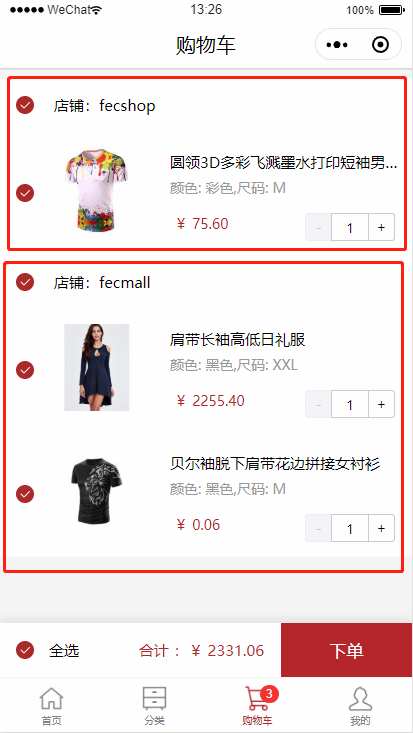 ●●●●● WeChat 13:26 100%
购物车
店铺：fecshop
圆领3D多彩飞溅墨水打印短袖男...
颜色: 彩色,尺码: M
¥ 75.60 - 1 +
店铺：fecmall
肩带长袖高低日礼服
颜色: 黑色,尺码: XXL
¥ 2255.40 - 1 +
贝尔袖脱下肩带花边拼接女衬衫
颜色: 黑色,尺码: M
¥ 0.06 - 1 +
全选 合计 : ¥ 2331.06 下单
3
首页 分类 购物车 我的